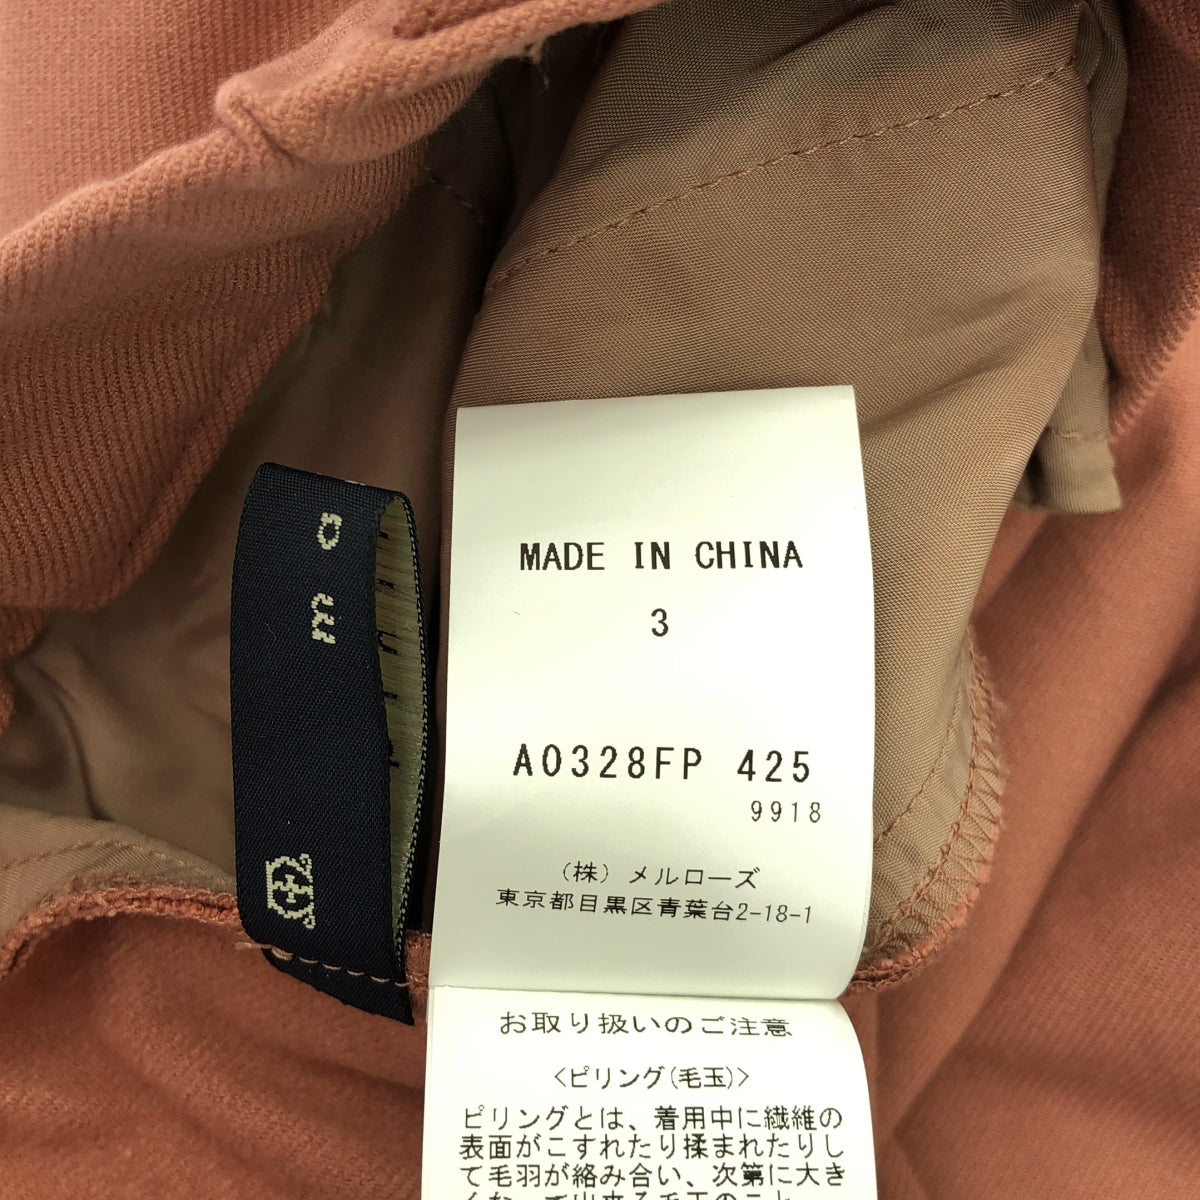 MADE IN CHINA
3
A0328FP 425
9918
(株) メルローズ
東京都目黒区青葉台2-18-1
お取り扱いのご注意
<ピリング(毛玉)>
ピリングとは、着用中に繊維の
表面がこすれたり揉まれたりし
て毛羽が絡み合い、次第に大き